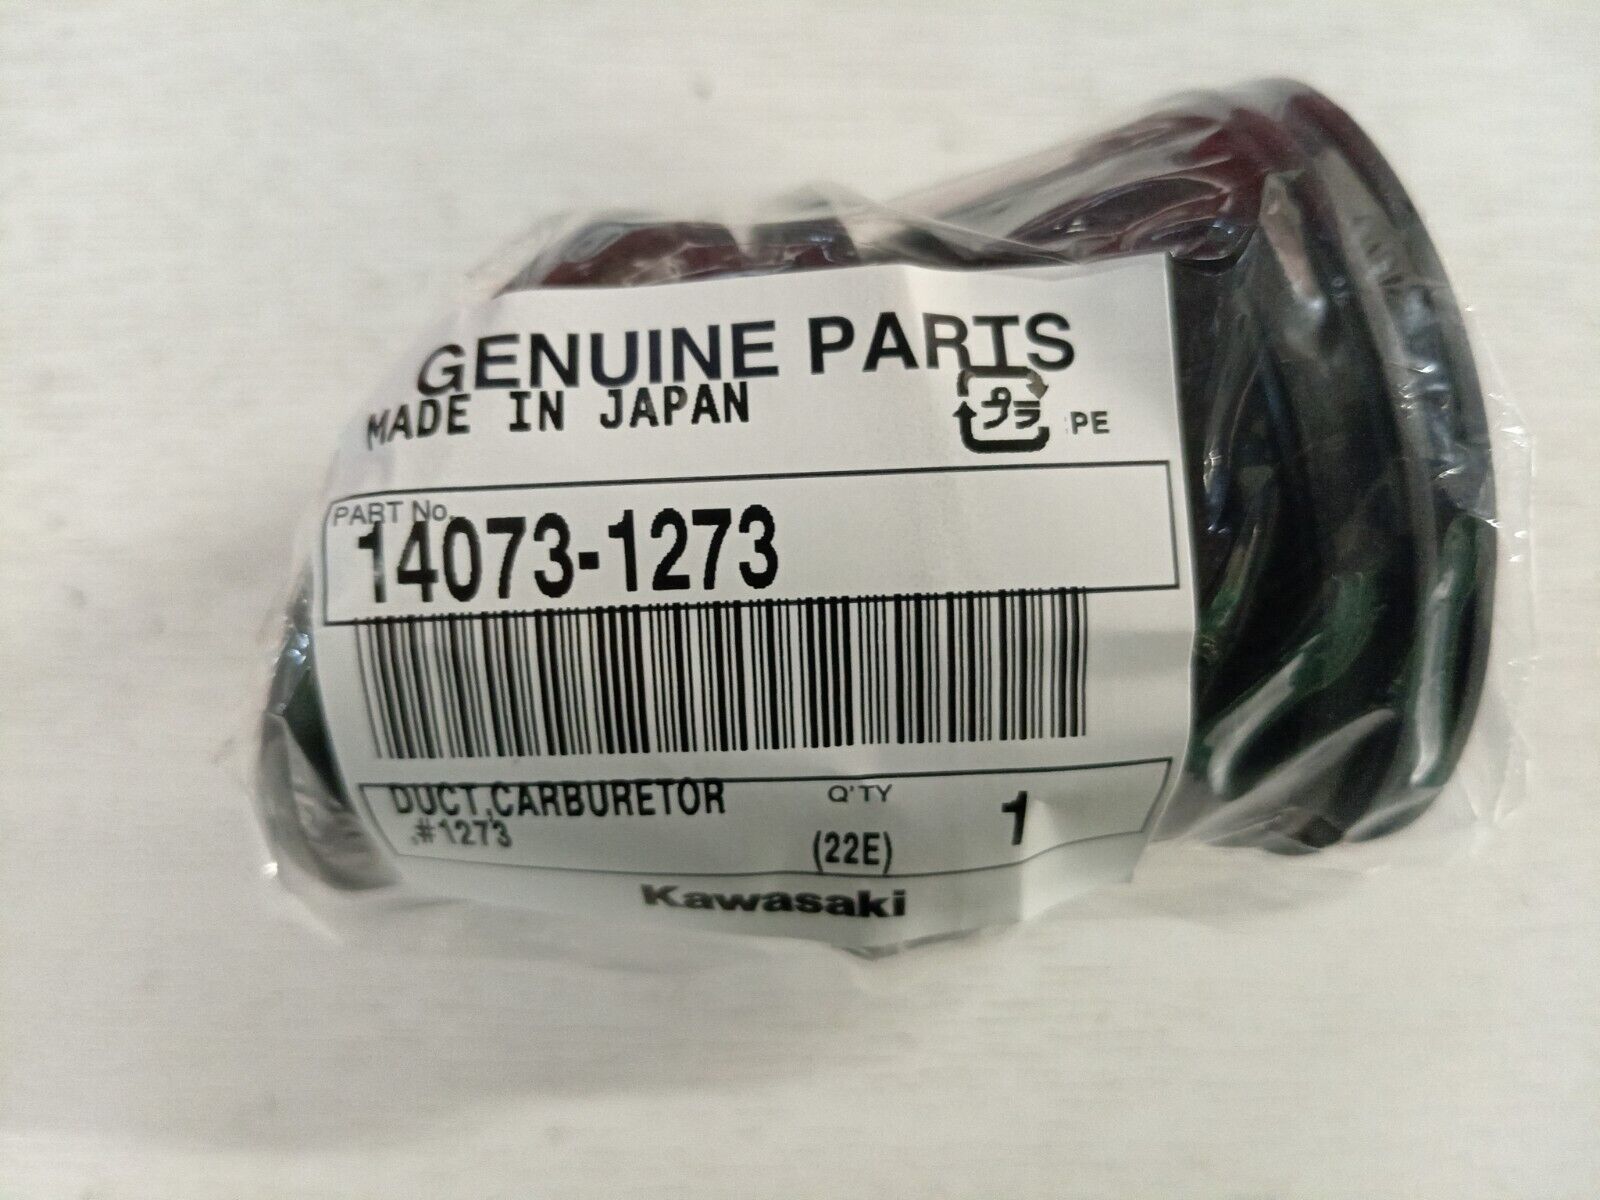 GENUINE PARTS
MADE IN JAPAN
プラ :PE
PART No.
14073-1273
DUCT,CARBURETOR Q'TY 1
,#1273 (22E)
Kawasaki